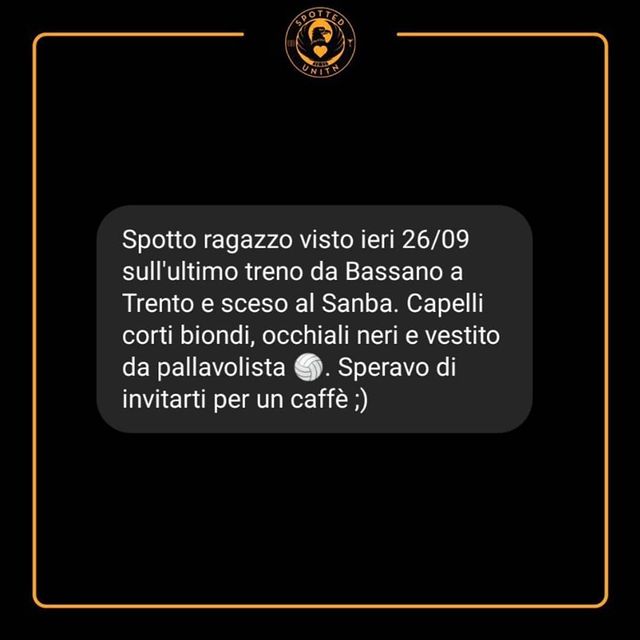 SPOTTED
UNITN
Spotto ragazzo visto ieri 26/09
sull'ultimo treno da Bassano a
Trento e sceso al Sanba. Capelli
corti biondi, occhiali neri e vestito
da pallavolista 🏐. Speravo di
invitarti per un caffè ;)